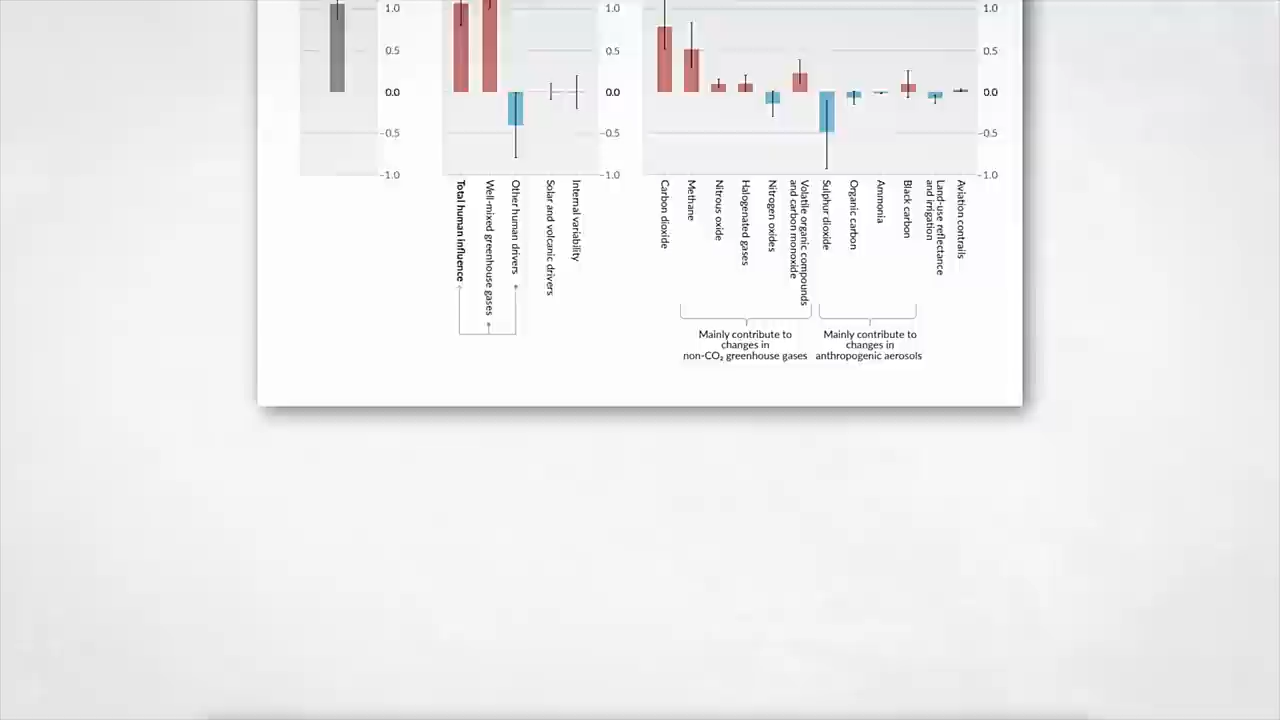 1.0
0.5
0.0
-0.5
-1.0
1.0
0.5
0.0
-0.5
-1.0
1.0
0.5
0.0
-0.5
-1.0
Total human influence
Well-mixed greenhouse gases
Other human drivers
Solar and volcanic drivers
Internal variability
Carbon dioxide
Methane
Nitrous oxide
Halogenated gases
Nitrogen oxides
Volatile organic compounds
and carbon monoxide
Sulphur dioxide
Organic carbon
Ammonia
Black carbon
Land-use reflectance
and irrigation
Aviation contrails
Mainly contribute to
changes in
non-CO₂ greenhouse gases
Mainly contribute to
changes in
anthropogenic aerosols